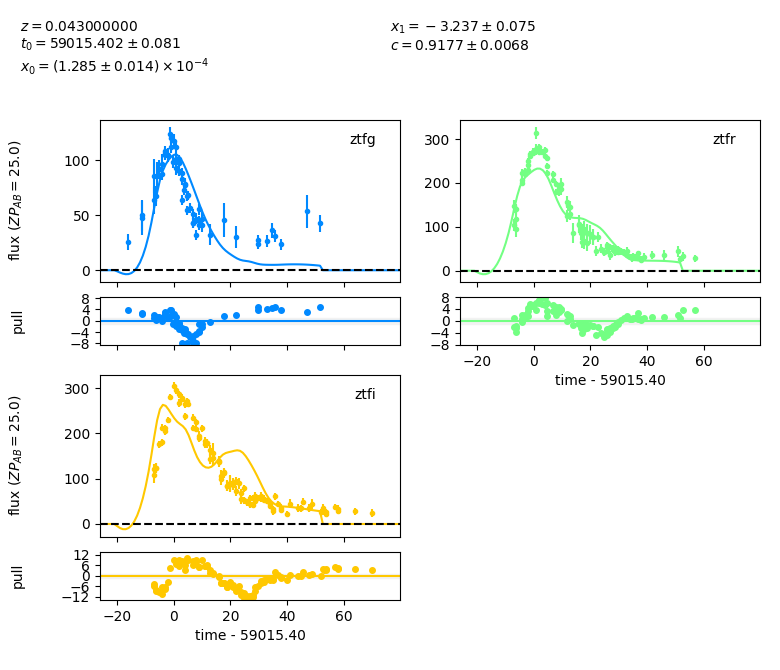 z = 0.043000000
t₀ = 59015.402 ± 0.081
x₀ = (1.285 ± 0.014) × 10⁻⁴
x₁ = −3.237 ± 0.075
c = 0.9177 ± 0.0068
ztfg
flux (ZP_AB = 25.0)
100
50
0
pull
8
4
0
−4
−8
ztfr
300
200
100
0
8
4
0
−4
−8
−20 0 20 40 60
time - 59015.40
ztfi
flux (ZP_AB = 25.0)
300
200
100
0
pull
12
6
0
−6
−12
−20 0 20 40 60
time - 59015.40